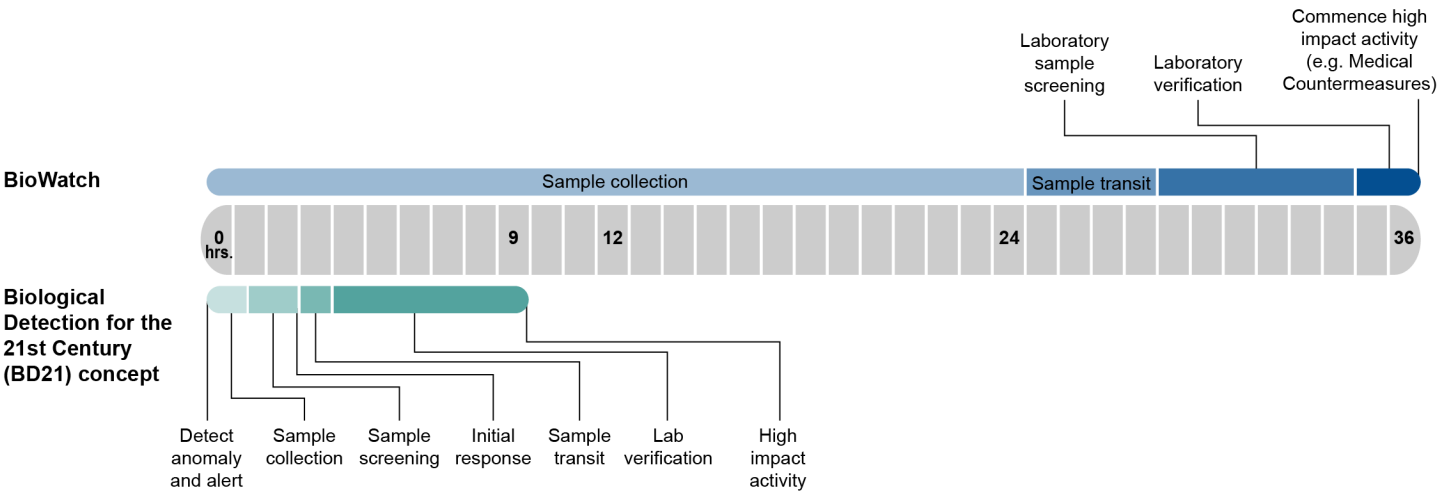 Commence high
impact activity
(e.g. Medical
Countermeasures)
Laboratory
sample
screening
Laboratory
verification
BioWatch
Sample collection
Sample transit
0
hrs.
9
12
24
36
Biological
Detection for the
21st Century
(BD21) concept
Detect
anomaly
and alert
Sample
collection
Sample
screening
Initial
response
Sample
transit
Lab
verification
High
impact
activity